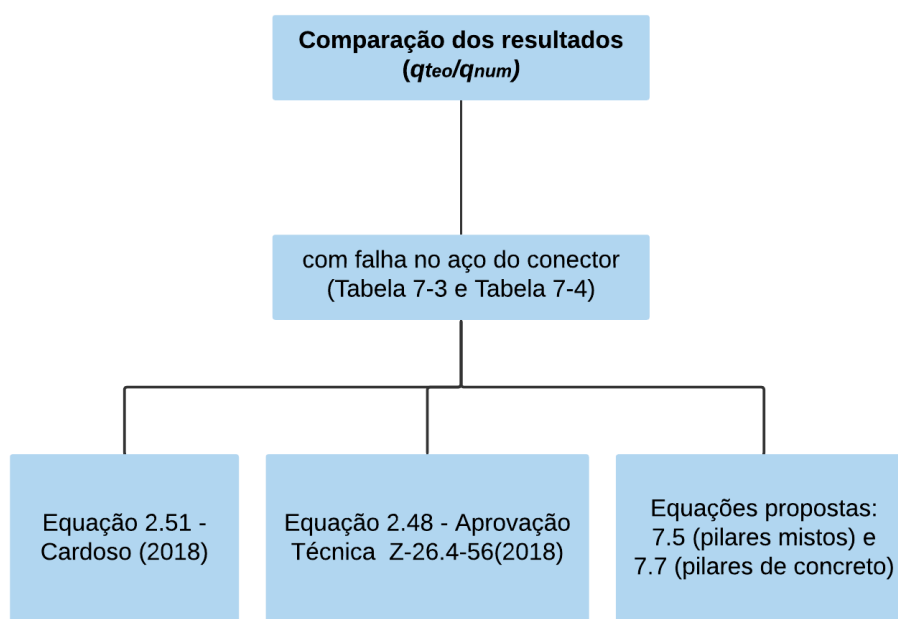 Comparação dos resultados
(qteo/qnum)
com falha no aço do conector
(Tabela 7-3 e Tabela 7-4)
Equação 2.51 -
Cardoso (2018)
Equação 2.48 - Aprovação
Técnica Z-26.4-56(2018)
Equações propostas:
7.5 (pilares mistos) e
7.7 (pilares de concreto)